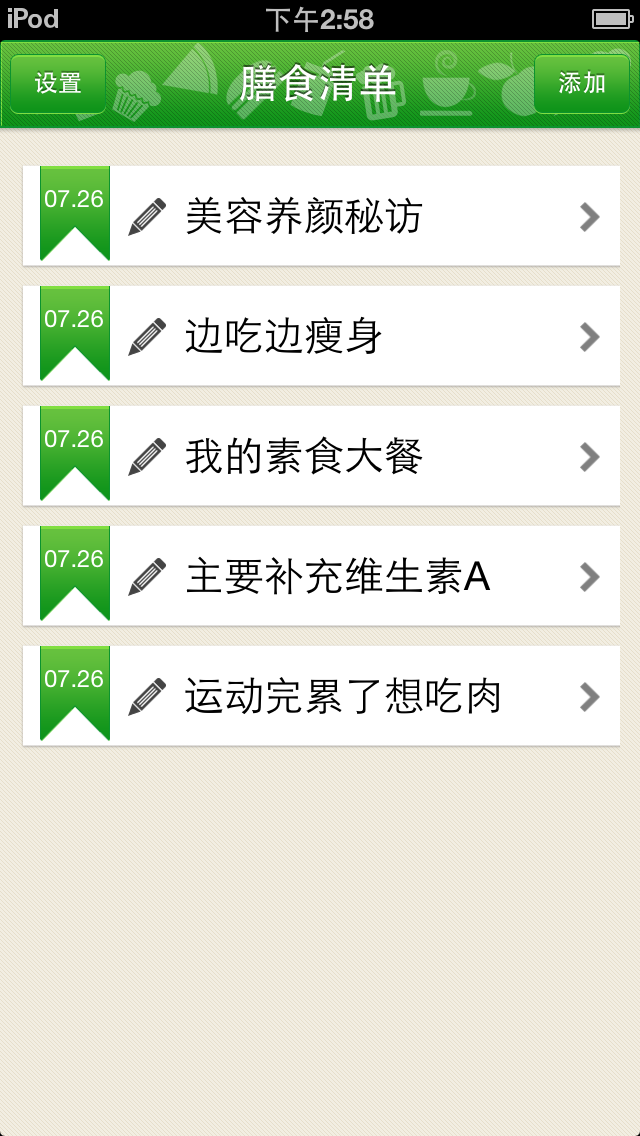 iPod 下午2:58
设置 膳食清单 添加
07.26 美容养颜秘访
07.26 边吃边瘦身
07.26 我的素食大餐
07.26 主要补充维生素A
07.26 运动完累了想吃肉